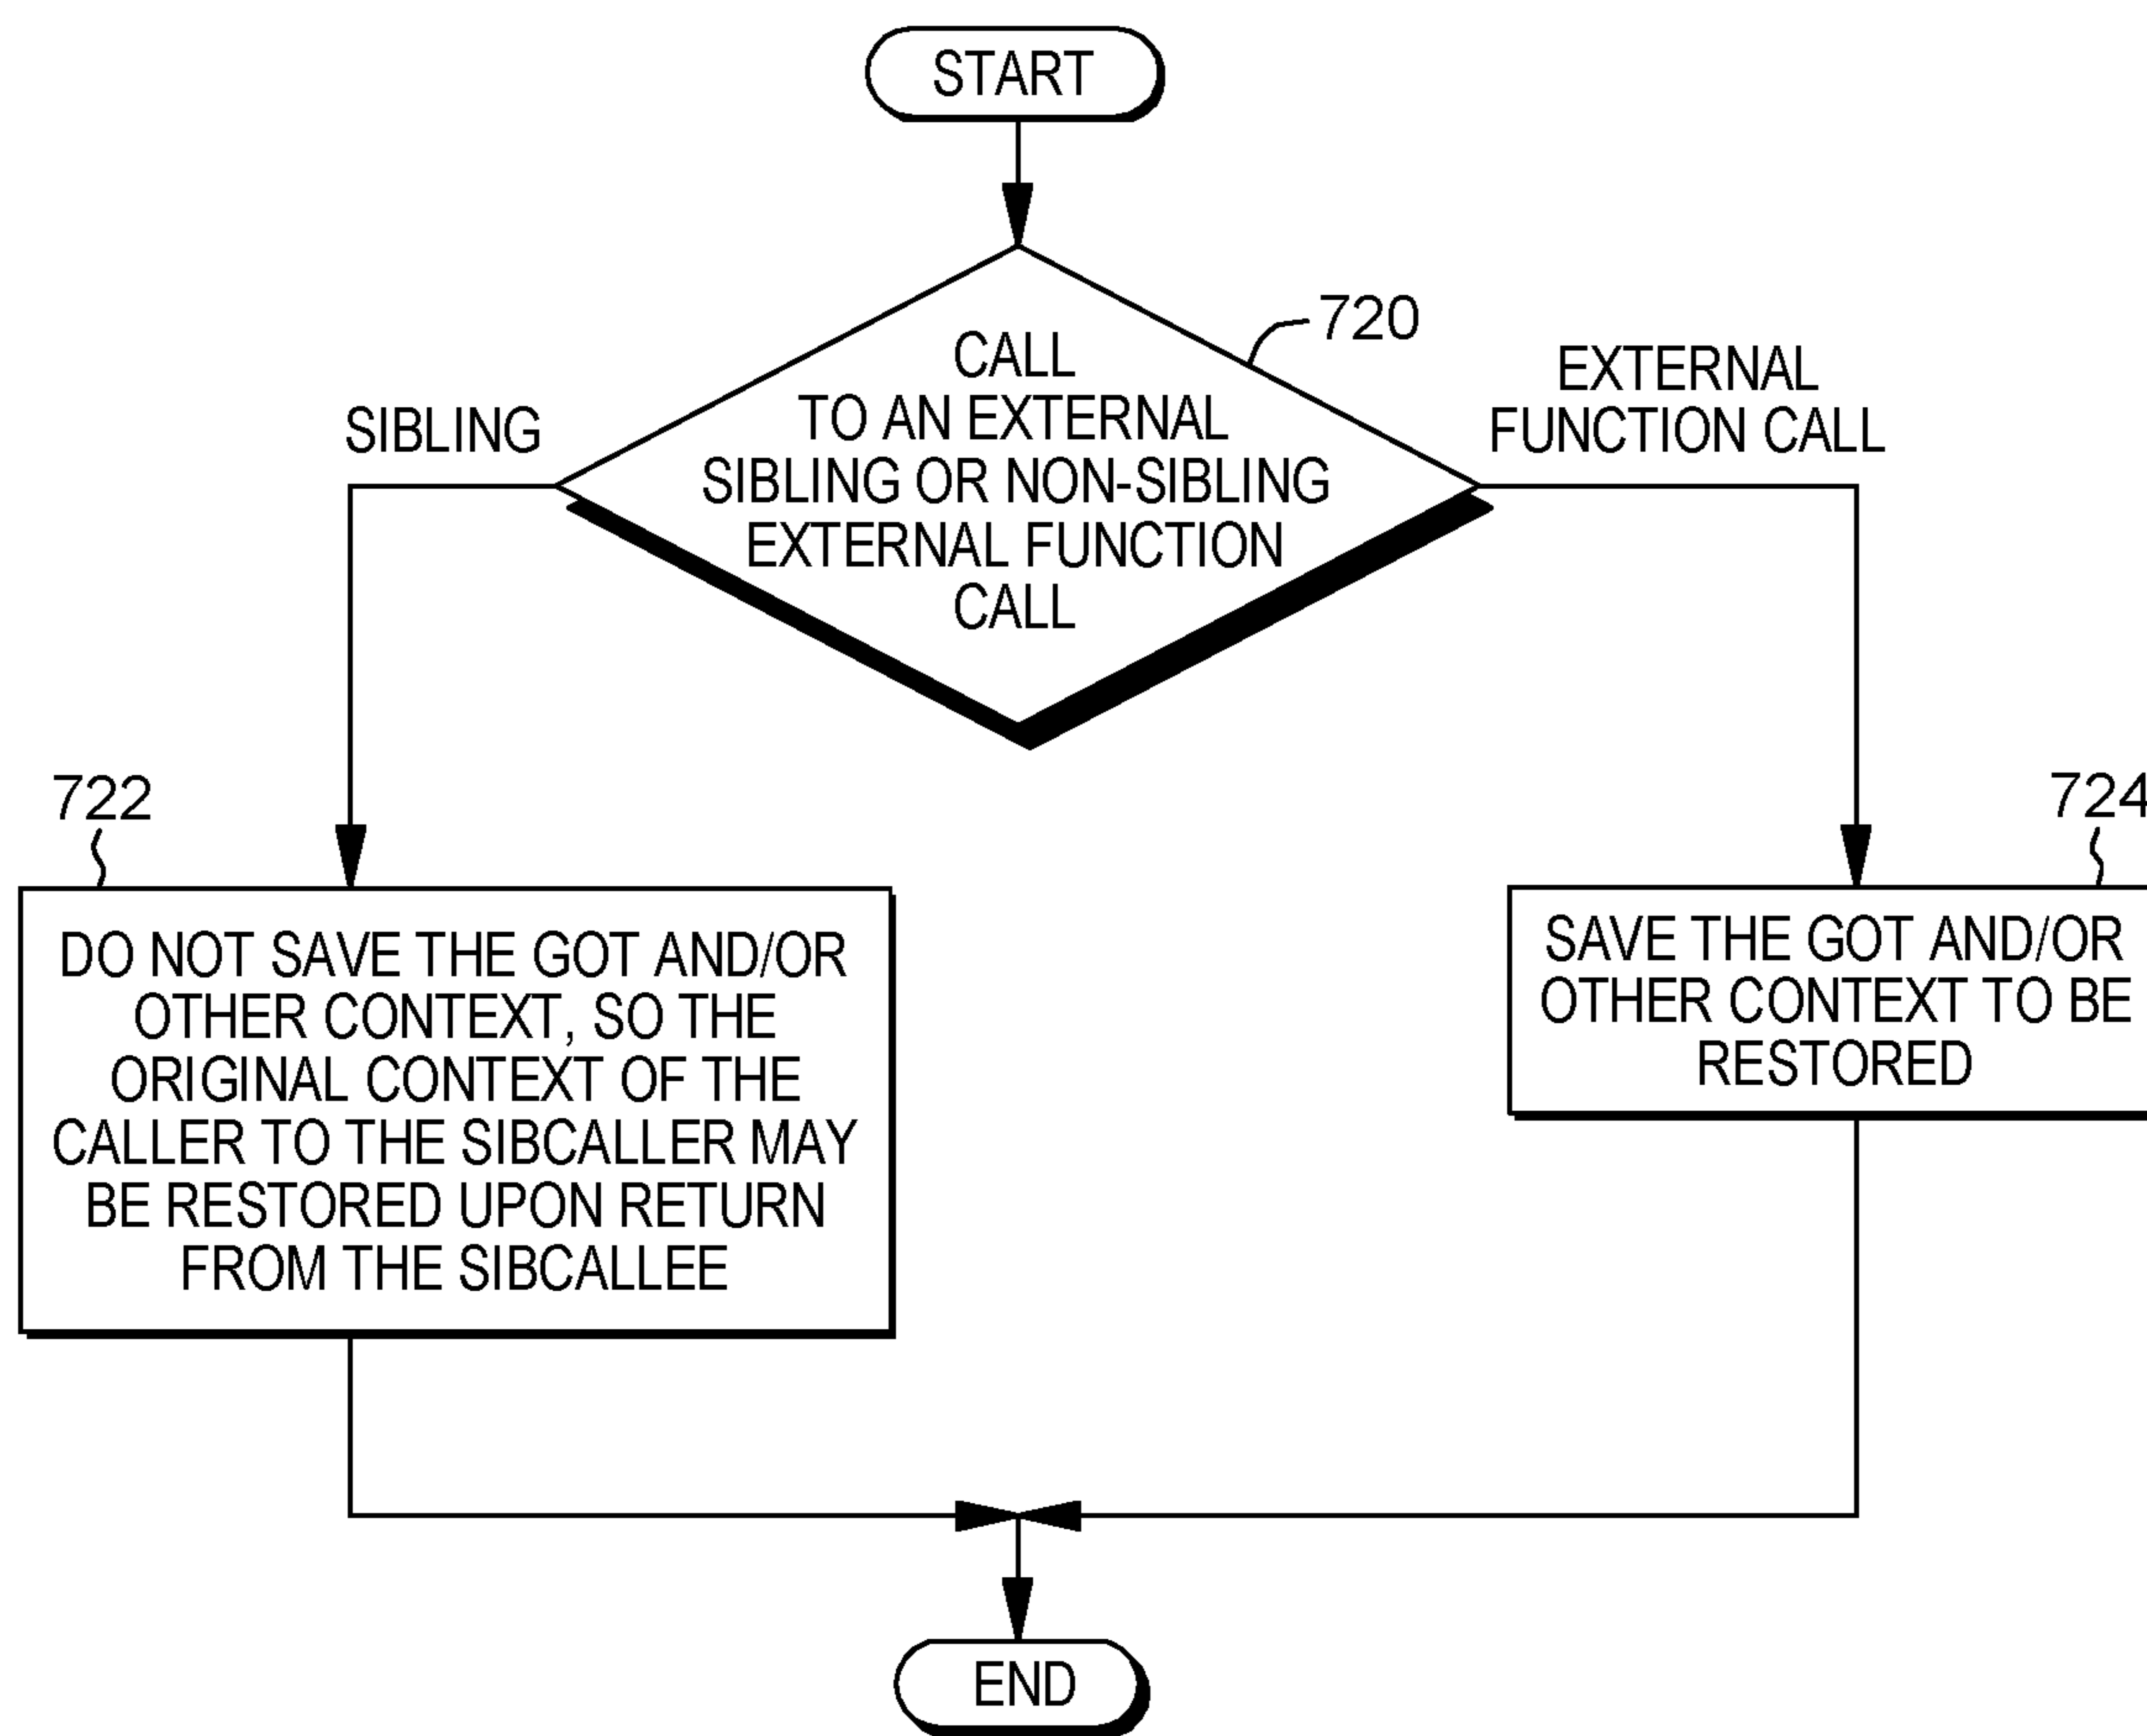 START
CALL
TO AN EXTERNAL
SIBLING OR NON-SIBLING
EXTERNAL FUNCTION
CALL
720
SIBLING
EXTERNAL
FUNCTION CALL
722
DO NOT SAVE THE GOT AND/OR
OTHER CONTEXT, SO THE
ORIGINAL CONTEXT OF THE
CALLER TO THE SIBCALLER MAY
BE RESTORED UPON RETURN
FROM THE SIBCALLEE
724
SAVE THE GOT AND/OR
OTHER CONTEXT TO BE
RESTORED
END